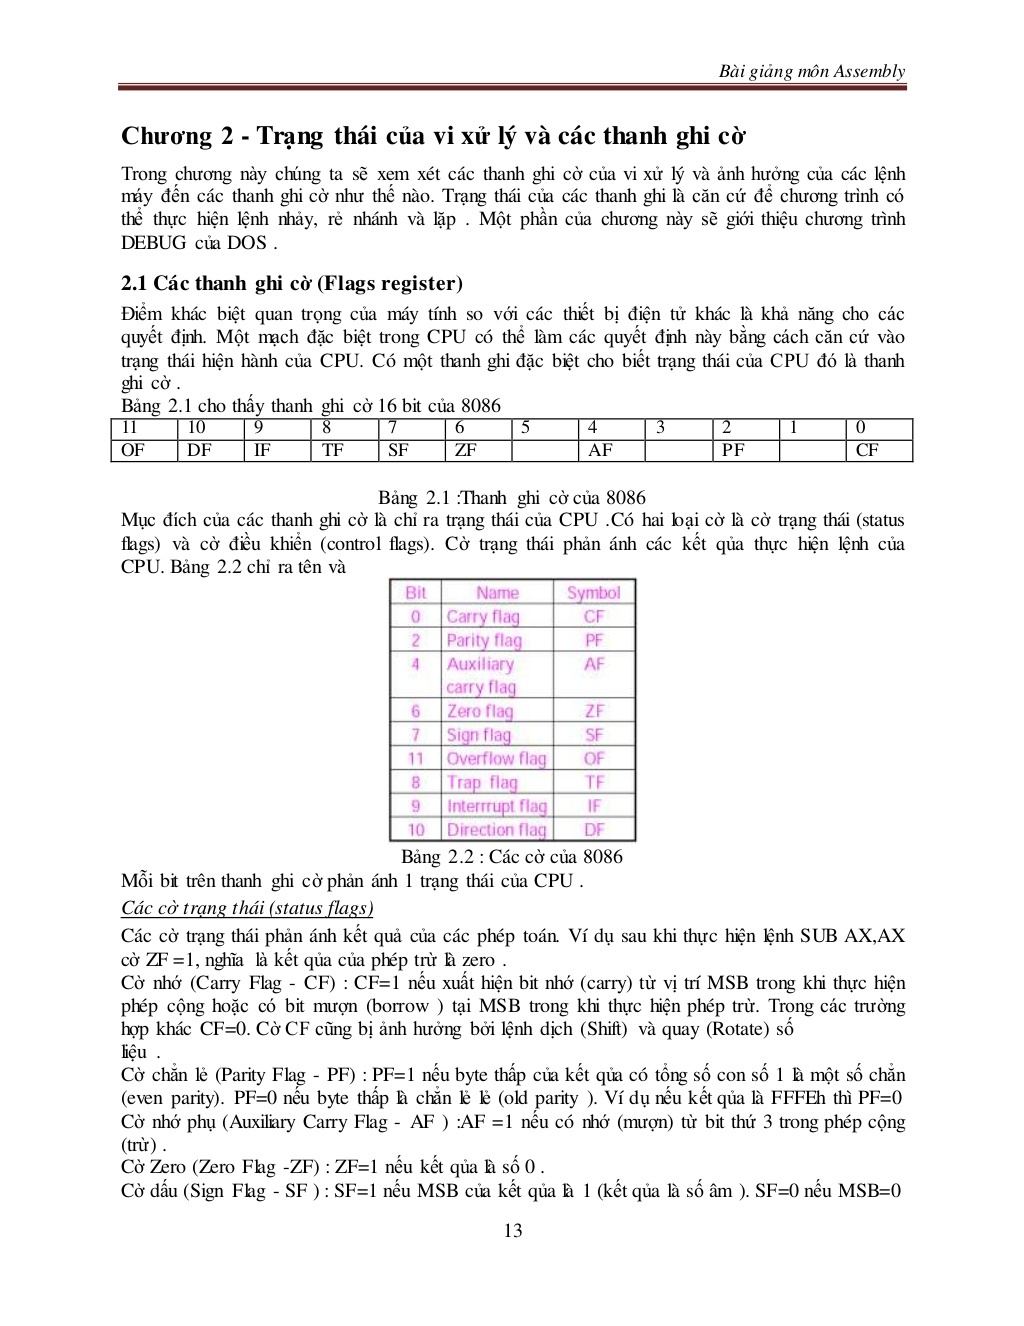 Bài giảng môn Assembly
Chương 2 - Trạng thái của vi xử lý và các thanh ghi cờ
Trong chương này chúng ta sẽ xem xét các thanh ghi cờ của vi xử lý và ảnh hưởng của các lệnh
máy đến các thanh ghi cờ như thế nào. Trạng thái của các thanh ghi là căn cứ để chương trình có
thể thực hiện lệnh nhảy, rẻ nhánh và lặp . Một phần của chương này sẽ giới thiệu chương trình
DEBUG của DOS .
2.1 Các thanh ghi cờ (Flags register)
Điểm khác biệt quan trọng của máy tính so với các thiết bị điện tử khác là khả năng cho các
quyết định. Một mạch đặc biệt trong CPU có thể làm các quyết định này bằng cách căn cứ vào
trạng thái hiện hành của CPU. Có một thanh ghi đặc biệt cho biết trạng thái của CPU đó là thanh
ghi cờ .
Bảng 2.1 cho thấy thanh ghi cờ 16 bit của 8086
11 10 9 8 7 6 5 4 3 2 1 0
OF DF IF TF SF ZF AF PF CF
Bảng 2.1 :Thanh ghi cờ của 8086
Mục đích của các thanh ghi cờ là chỉ ra trạng thái của CPU .Có hai loại cờ là cờ trạng thái (status
flags) và cờ điều khiển (control flags). Cờ trạng thái phản ánh các kết qủa thực hiện lệnh của
CPU. Bảng 2.2 chỉ ra tên và
Bit Name Symbol
0 Carry flag CF
2 Parity flag PF
4 Auxiliary AF
carry flag
6 Zero flag ZF
7 Sign flag SF
11 Overflow flag OF
8 Trap flag TF
9 Interrrupt flag IF
10 Direction flag DF
Bảng 2.2 : Các cờ của 8086
Mỗi bit trên thanh ghi cờ phản ánh 1 trạng thái của CPU .
Các cờ trạng thái (status flags)
Các cờ trạng thái phản ánh kết quả của các phép toán. Ví dụ sau khi thực hiện lệnh SUB AX,AX
cờ ZF =1, nghĩa là kết qủa của phép trừ là zero .
Cờ nhớ (Carry Flag - CF) : CF=1 nếu xuất hiện bit nhớ (carry) từ vị trí MSB trong khi thực hiện
phép cộng hoặc có bit mượn (borrow ) tại MSB trong khi thực hiện phép trừ. Trong các trường
hợp khác CF=0. Cờ CF cũng bị ảnh hưởng bởi lệnh dịch (Shift) và quay (Rotate) số
liệu .
Cờ chẳn lẻ (Parity Flag - PF) : PF=1 nếu byte thấp của kết qủa có tổng số con số 1 là một số chẳn
(even parity). PF=0 nếu byte thấp là chẳn lẻ lẻ (old parity ). Ví dụ nếu kết qủa là FFFEh thì PF=0
Cờ nhớ phụ (Auxiliary Carry Flag - AF ) :AF =1 nếu có nhớ (mượn) từ bit thứ 3 trong phép cộng
(trừ) .
Cờ Zero (Zero Flag -ZF) : ZF=1 nếu kết qủa là số 0 .
Cờ dấu (Sign Flag - SF ) : SF=1 nếu MSB của kết qủa là 1 (kết qủa là số âm ). SF=0 nếu MSB=0
13